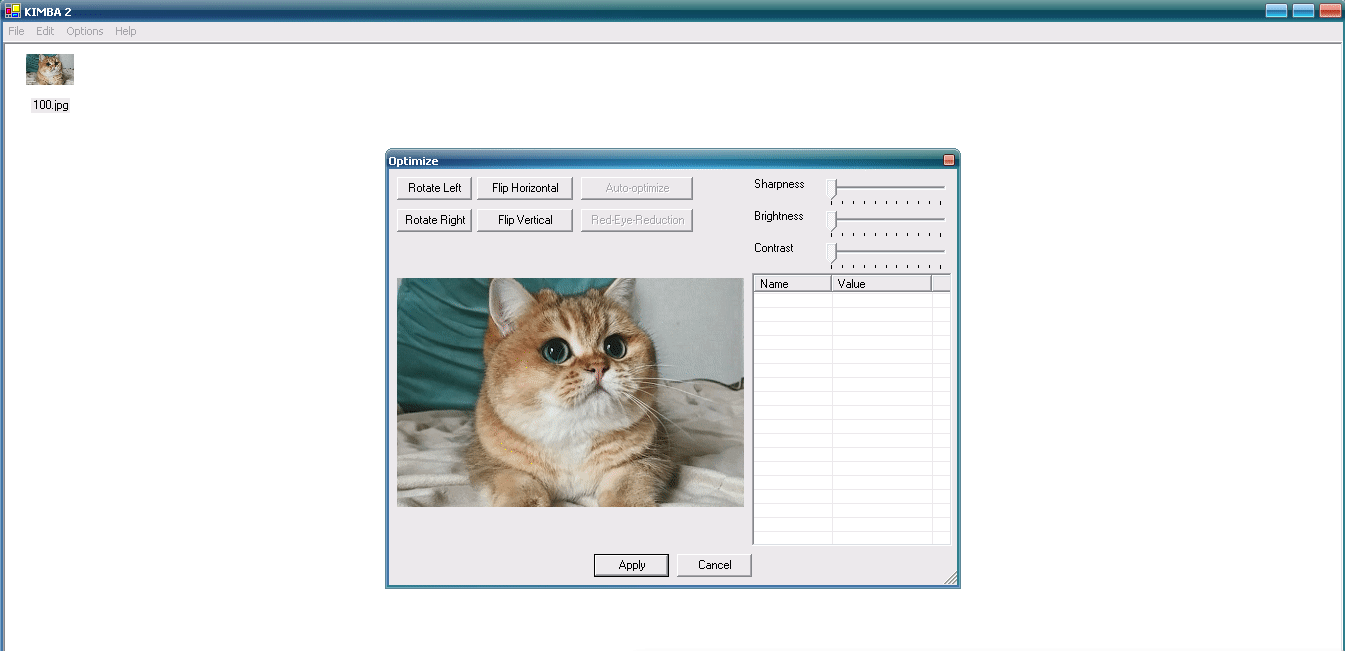 KIMBA 2
File Edit Options Help
100.jpg
Optimize
Rotate Left Flip Horizontal Auto-optimize
Rotate Right Flip Vertical Red-Eye-Reduction
Sharpness
Brightness
Contrast
Name Value
Apply Cancel